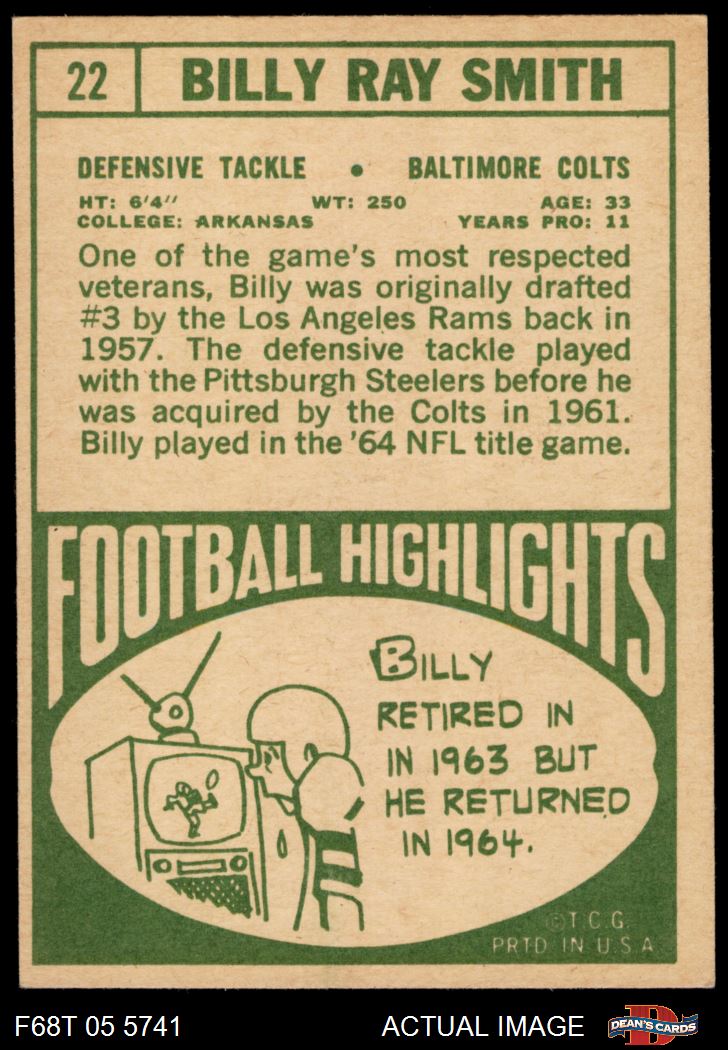 22 BILLY RAY SMITH
DEFENSIVE TACKLE • BALTIMORE COLTS
HT: 6'4" WT: 250 AGE: 33
COLLEGE: ARKANSAS YEARS PRO: 11
One of the game's most respected
veterans, Billy was originally drafted
#3 by the Los Angeles Rams back in
1957. The defensive tackle played
with the Pittsburgh Steelers before he
was acquired by the Colts in 1961.
Billy played in the '64 NFL title game.
FOOTBALL HIGHLIGHTS
BILLY
RETIRED IN
IN 1963 BUT
HE RETURNED
IN 1964.
©T.C.G.
PRTD IN U.S.A
F68T 05 5741 ACTUAL IMAGE D DEAN'S CARDS